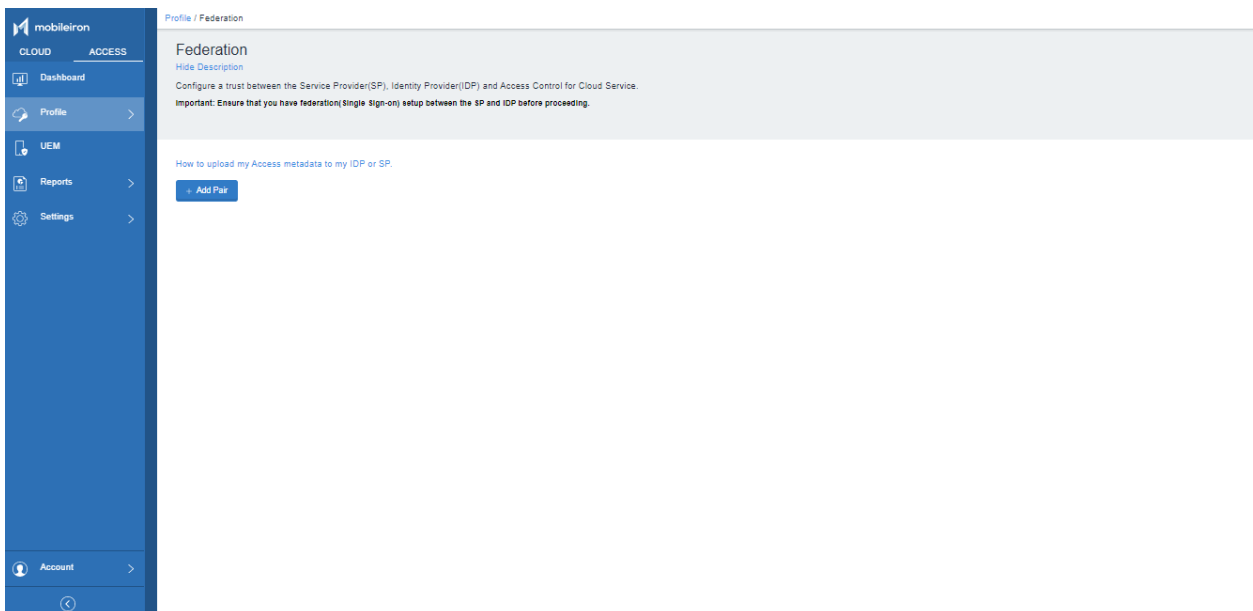 mobileiron
CLOUD ACCESS
Dashboard
Profile
UEM
Reports
Settings
Account
Profile / Federation
Federation
Hide Description
Configure a trust between the Service Provider(SP), Identity Provider(IDP) and Access Control for Cloud Service.
Important: Ensure that you have federation(Single Sign-on) setup between the SP and IDP before proceeding.
How to upload my Access metadata to my IDP or SP.
+ Add Pair